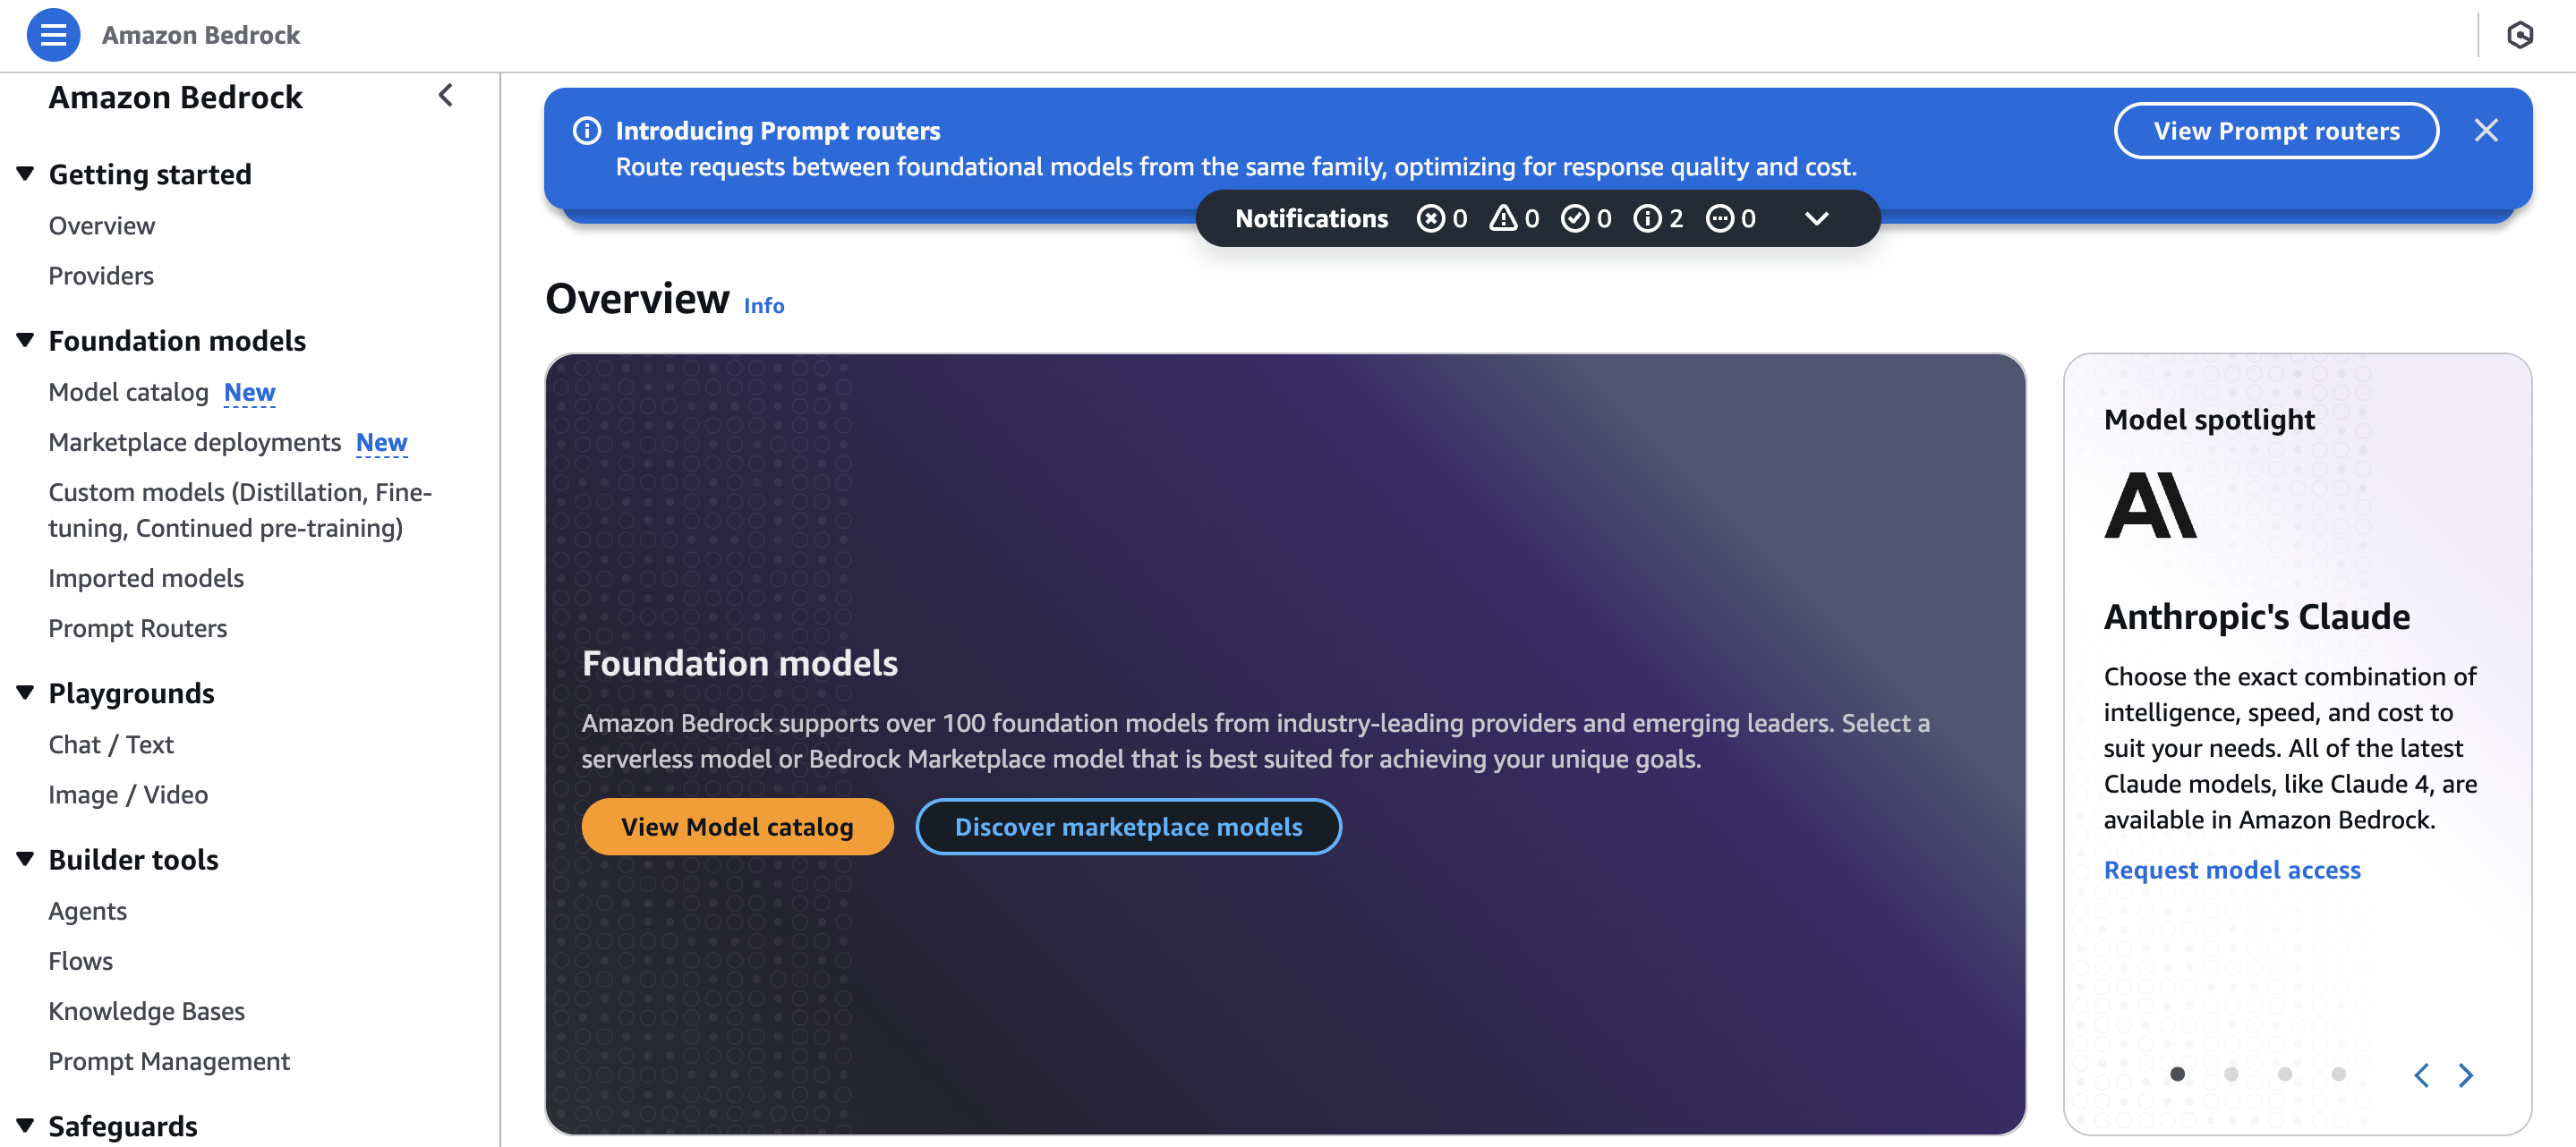 Amazon Bedrock
Amazon Bedrock
Getting started
Overview
Providers
Foundation models
Model catalog New
Marketplace deployments New
Custom models (Distillation, Fine-
tuning, Continued pre-training)
Imported models
Prompt Routers
Playgrounds
Chat / Text
Image / Video
Builder tools
Agents
Flows
Knowledge Bases
Prompt Management
Safeguards
Introducing Prompt routers
Route requests between foundational models from the same family, optimizing for response quality and cost.
View Prompt routers
Notifications 0 0 0 2 0
Overview Info
Foundation models
Amazon Bedrock supports over 100 foundation models from industry-leading providers and emerging leaders. Select a
serverless model or Bedrock Marketplace model that is best suited for achieving your unique goals.
View Model catalog
Discover marketplace models
Model spotlight
Anthropic's Claude
Choose the exact combination of
intelligence, speed, and cost to
suit your needs. All of the latest
Claude models, like Claude 4, are
available in Amazon Bedrock.
Request model access